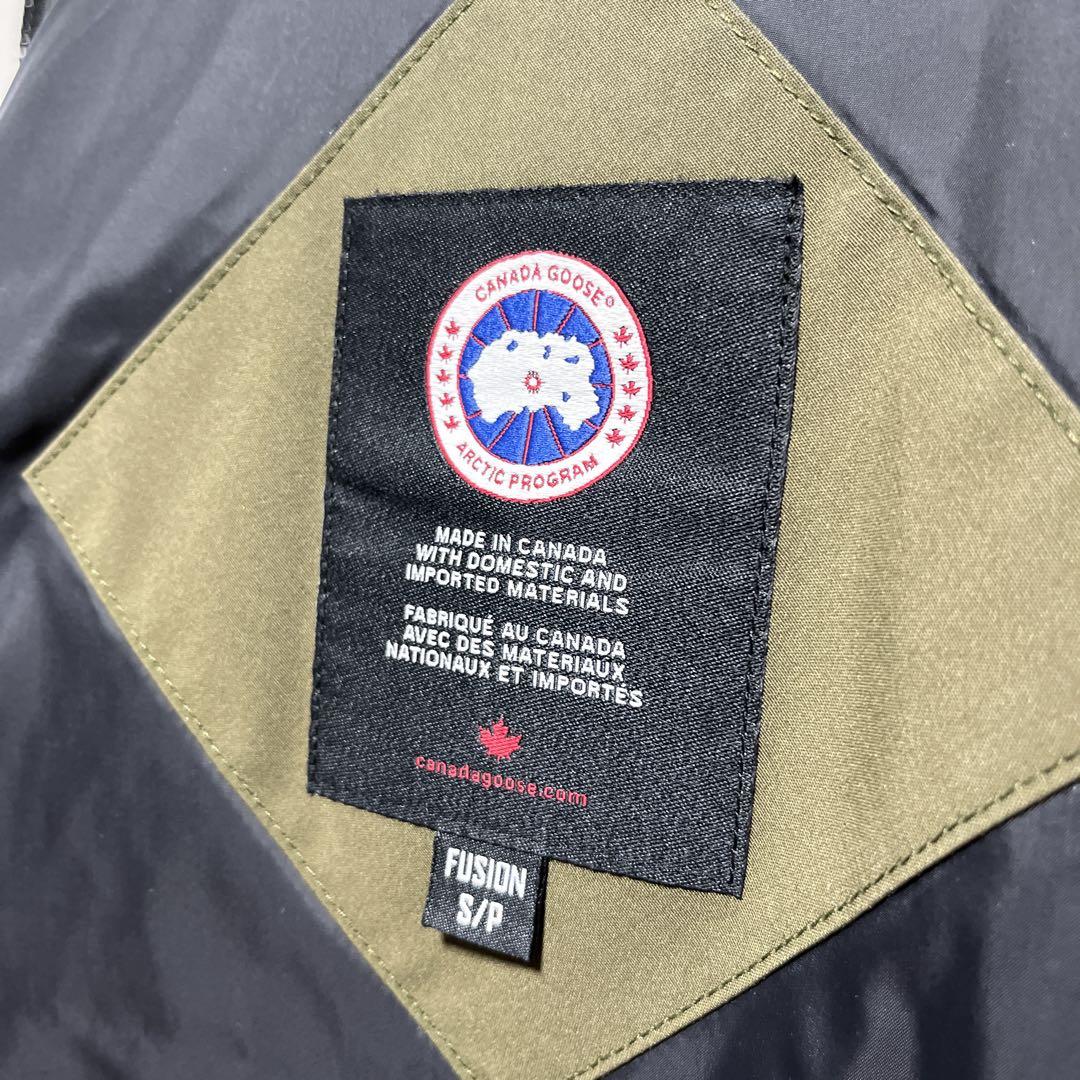 CANADA GOOSE®
ARCTIC PROGRAM
MADE IN CANADA
WITH DOMESTIC AND
IMPORTED MATERIALS
FABRIQUÉ AU CANADA
AVEC DES MATERIAUX
NATIONAUX ET IMPORTÉS
canadagoose.com
FUSION
S/P